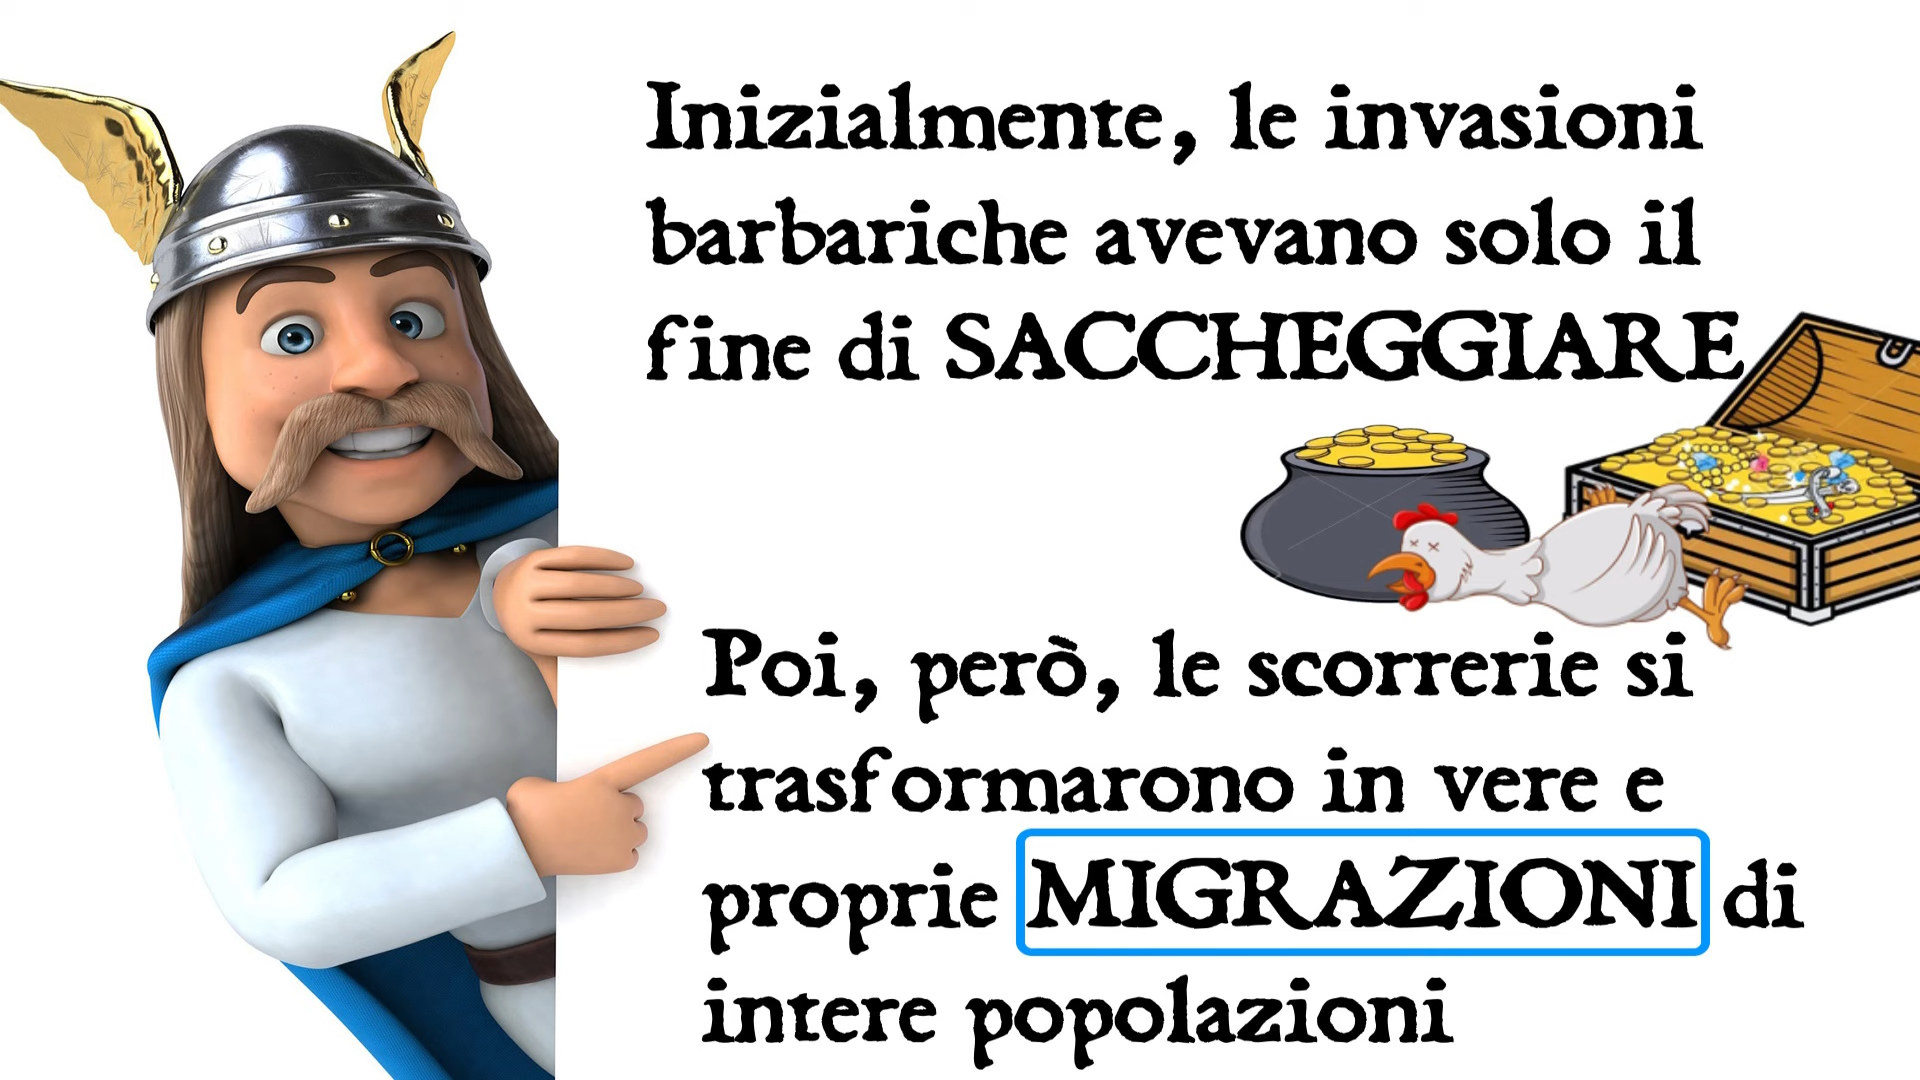 Inizialmente, le invasioni
barbariche avevano solo il
fine di SACCHEGGIARE
Poi, però, le scorrerie si
trasformarono in vere e
proprie MIGRAZIONI di
intere popolazioni